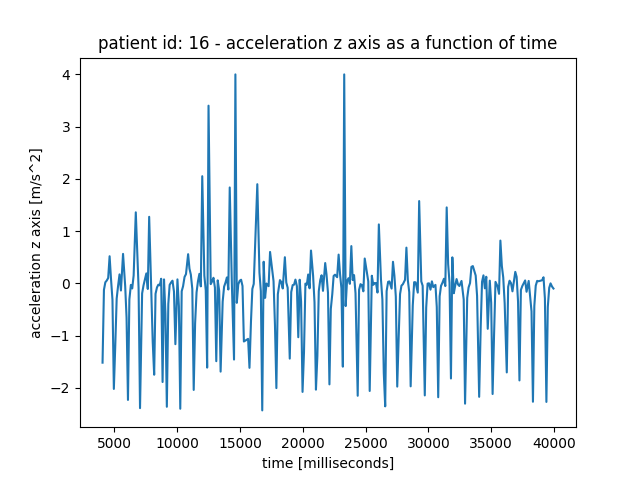 patient id: 16 - acceleration z axis as a function of time
4
3
2
1
0
−1
−2
acceleration z axis [m/s^2]
5000 10000 15000 20000 25000 30000 35000 40000
time [milliseconds]